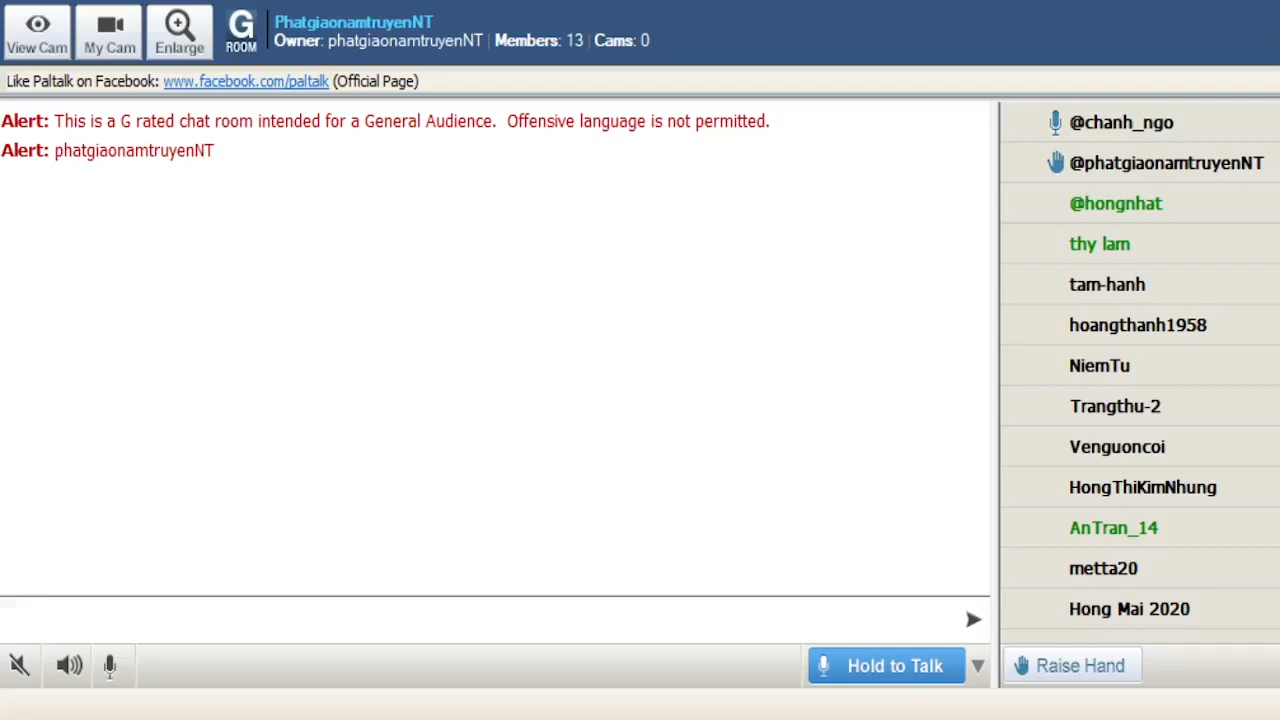 View Cam
My Cam
Enlarge
G
ROOM
PhatgiaonamtruyenNT
Owner: phatgiaonamtruyenNT | Members: 13 | Cams: 0
Like Paltalk on Facebook: www.facebook.com/paltalk (Official Page)
Alert: This is a G rated chat room intended for a General Audience.  Offensive language is not permitted.
Alert: phatgiaonamtruyenNT
@chanh_ngo
@phatgiaonamtruyenNT
@hongnhat
thy lam
tam-hanh
hoangthanh1958
NiemTu
Trangthu-2
Venguoncoi
HongThiKimNhung
AnTran_14
metta20
Hong Mai 2020
Hold to Talk
Raise Hand